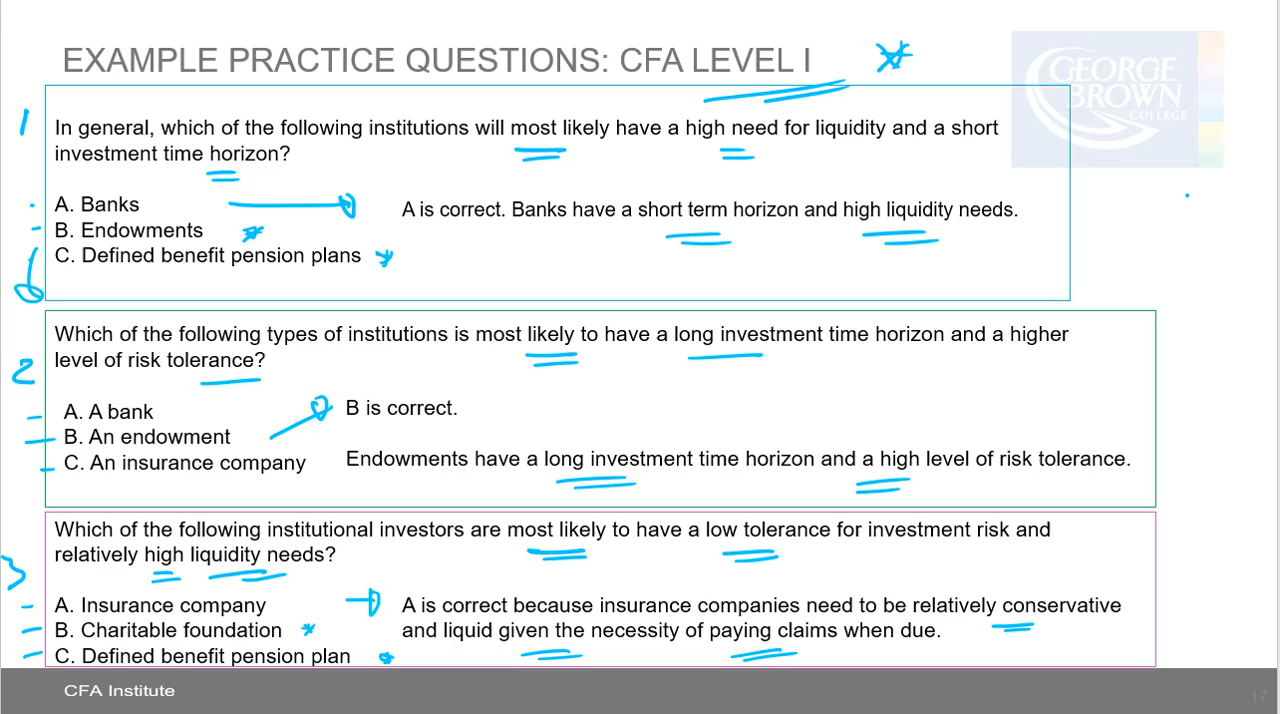 EXAMPLE PRACTICE QUESTIONS: CFA LEVEL I
GEORGE
BROWN
COLLEGE
1
In general, which of the following institutions will most likely have a high need for liquidity and a short
investment time horizon?
A. Banks
A is correct. Banks have a short term horizon and high liquidity needs.
B. Endowments
C. Defined benefit pension plans
2
Which of the following types of institutions is most likely to have a long investment time horizon and a higher
level of risk tolerance?
A. A bank
B is correct.
B. An endowment
C. An insurance company
Endowments have a long investment time horizon and a high level of risk tolerance.
3
Which of the following institutional investors are most likely to have a low tolerance for investment risk and
relatively high liquidity needs?
A. Insurance company
A is correct because insurance companies need to be relatively conservative
B. Charitable foundation
and liquid given the necessity of paying claims when due.
C. Defined benefit pension plan
CFA Institute
17